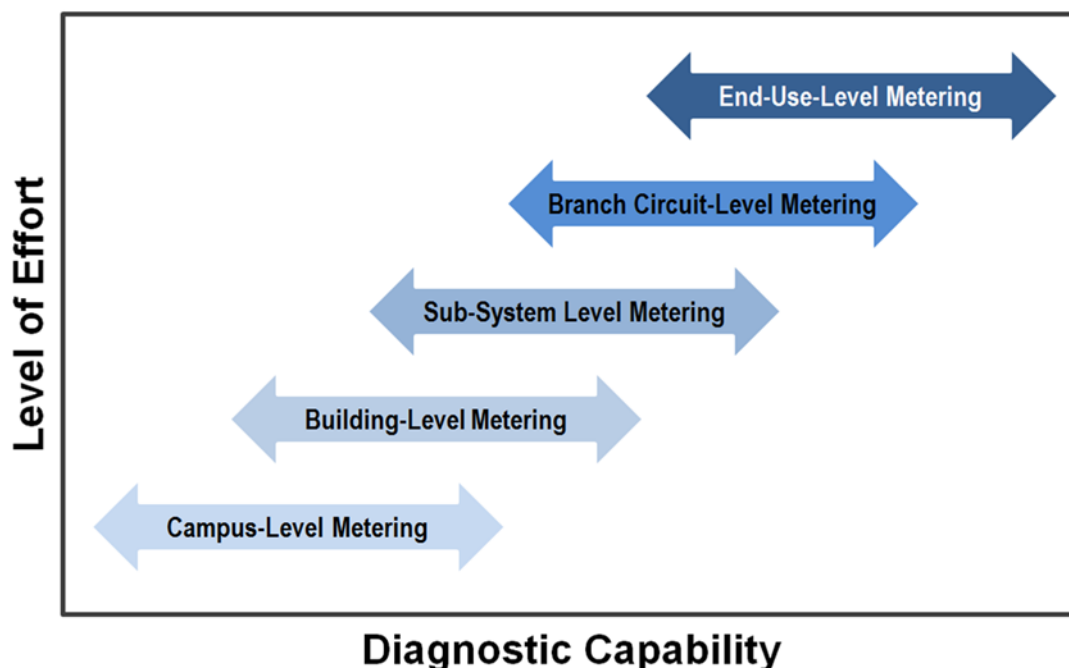 Level of Effort
End-Use-Level Metering
Branch Circuit-Level Metering
Sub-System Level Metering
Building-Level Metering
Campus-Level Metering
Diagnostic Capability